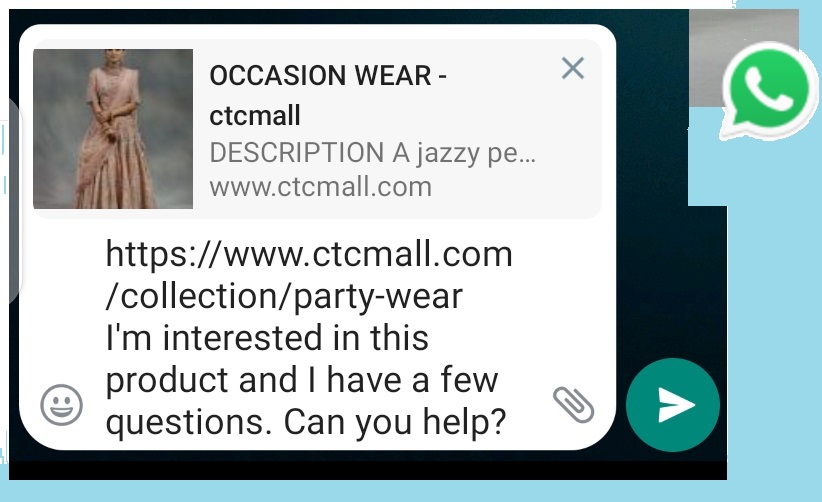 OCCASION WEAR -
ctcmall
DESCRIPTION A jazzy pe...
www.ctcmall.com
https://www.ctcmall.com
/collection/party-wear
I'm interested in this
product and I have a few
questions. Can you help?